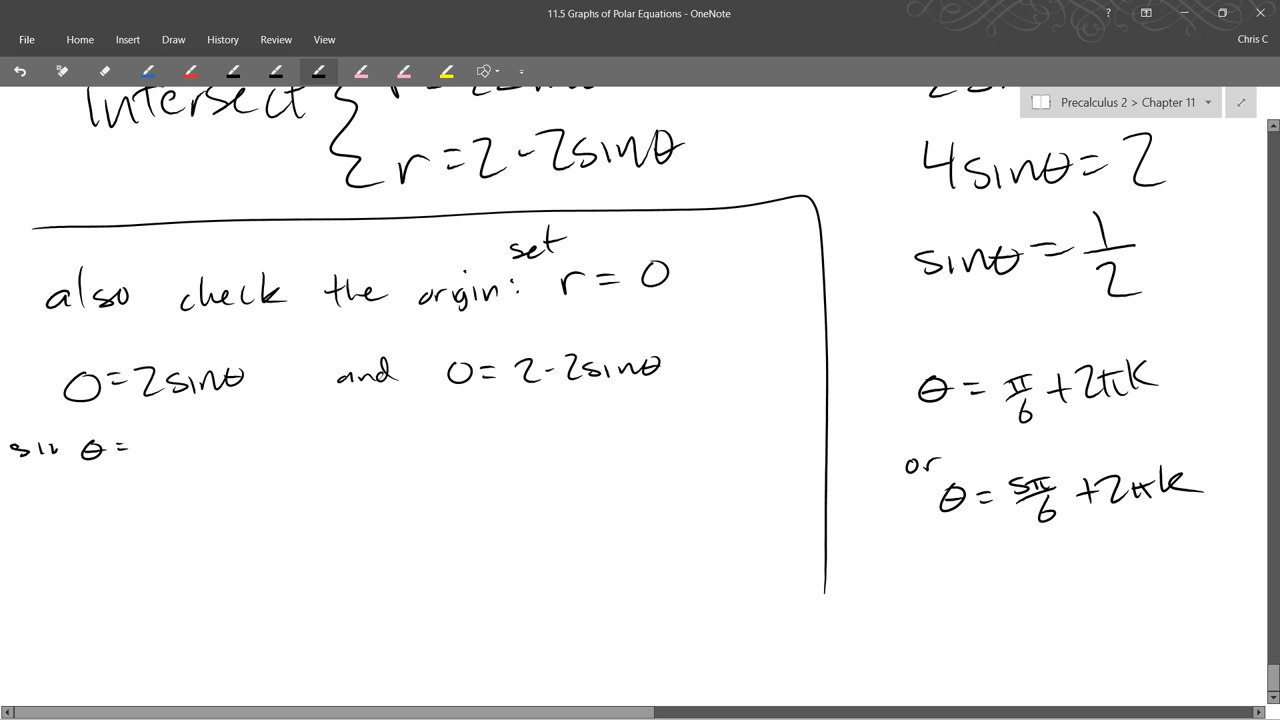 11.5 Graphs of Polar Equations - OneNote
File Home Insert Draw History Review View
Chris C
Precalculus 2 > Chapter 11
Intersect {
r = 2 - 2sinθ
also check the origin: set r = 0
0 = 2sinθ and 0 = 2 - 2sinθ
sin θ =
4sinθ = 2
sinθ = 1/2
θ = π/6 + 2πk
or
θ = 5π/6 + 2πk